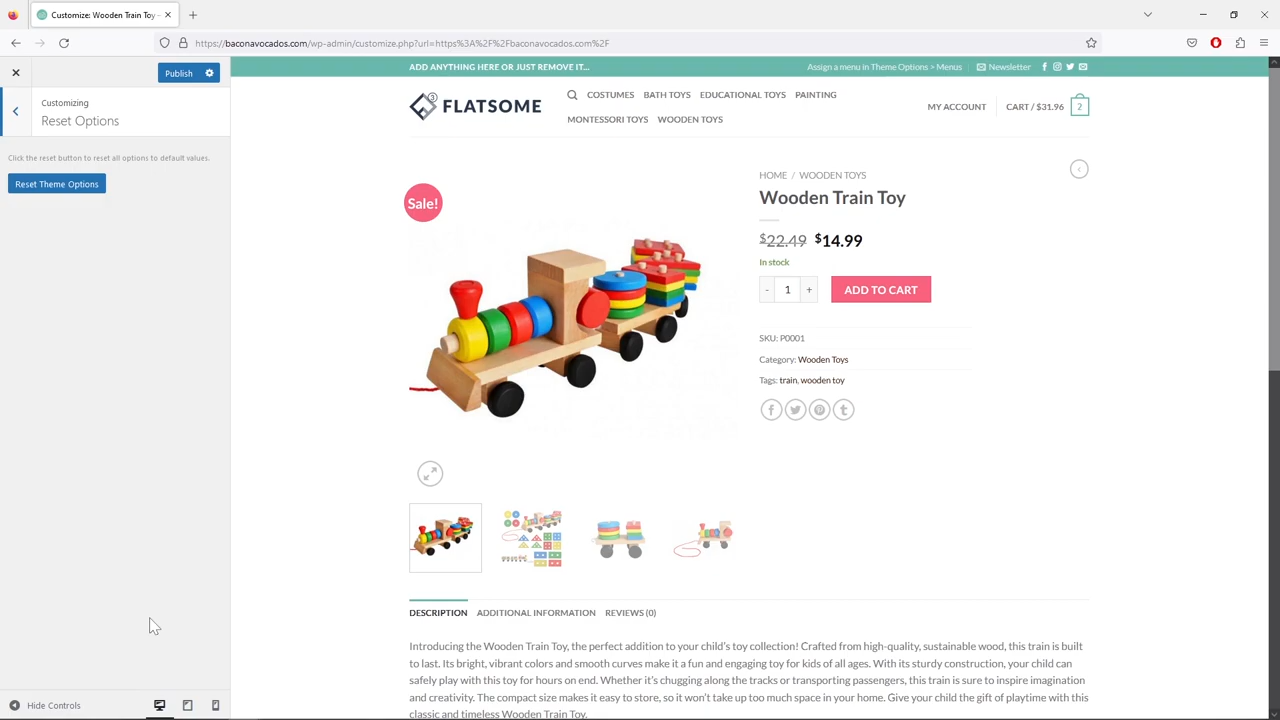 Customize: Wooden Train Toy -
https://baconavocados.com/wp-admin/customize.php?url=https%3A%2F%2Fbaconavocados.com%2F
Publish
Customizing
Reset Options
Click the reset button to reset all options to default values.
Reset Theme Options
Hide Controls
ADD ANYTHING HERE OR JUST REMOVE IT...
Assign a menu in Theme Options > Menus
Newsletter
FLATSOME
3
COSTUMES BATH TOYS EDUCATIONAL TOYS PAINTING
MONTESSORI TOYS WOODEN TOYS
MY ACCOUNT
CART / $31.96
2
HOME / WOODEN TOYS
Wooden Train Toy
Sale!
$22.49 $14.99
In stock
- 1 +
ADD TO CART
SKU: P0001
Category: Wooden Toys
Tags: train, wooden toy
DESCRIPTION ADDITIONAL INFORMATION REVIEWS (0)
Introducing the Wooden Train Toy, the perfect addition to your child's toy collection! Crafted from high-quality, sustainable wood, this train is built
to last. Its bright, vibrant colors and smooth curves make it a fun and engaging toy for kids of all ages. With its sturdy construction, your child can
safely play with this toy for hours on end. Whether it's chugging along the tracks or transporting passengers, this train is sure to inspire imagination
and creativity. The compact size makes it easy to store, so it won't take up too much space in your home. Give your child the gift of playtime with this
classic and timeless Wooden Train Toy.